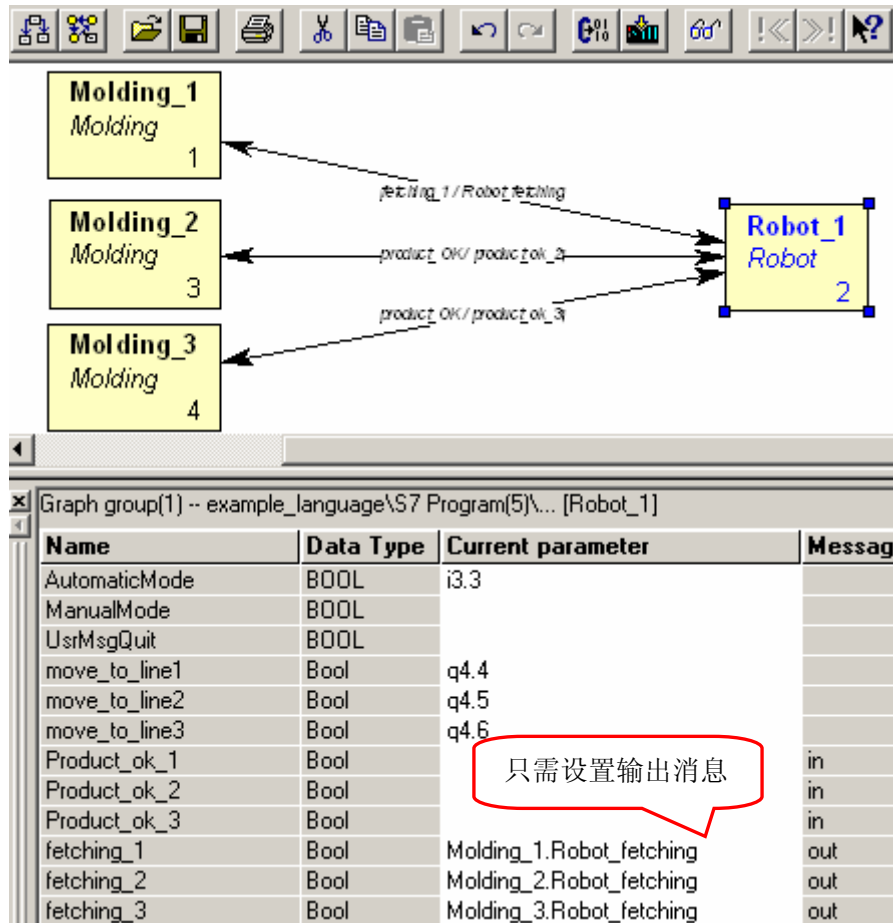 Molding_1
Molding
1
fetching_1 / Robot_fetching
Molding_2
Molding
3
product_OK/ product_ok_2
Robot_1
Robot
2
product_OK/ product_ok_3
Molding_3
Molding
4
Graph group(1) -- example_language\S7 Program(5)\... [Robot_1]
Name Data Type Current parameter Messag
AutomaticMode BOOL i3.3
ManualMode BOOL
UsrMsgQuit BOOL
move_to_line1 Bool q4.4
move_to_line2 Bool q4.5
move_to_line3 Bool q4.6
Product_ok_1 Bool in
只需设置输出消息
Product_ok_2 Bool in
Product_ok_3 Bool in
fetching_1 Bool Molding_1.Robot_fetching out
fetching_2 Bool Molding_2.Robot_fetching out
fetching_3 Bool Molding_3.Robot_fetching out